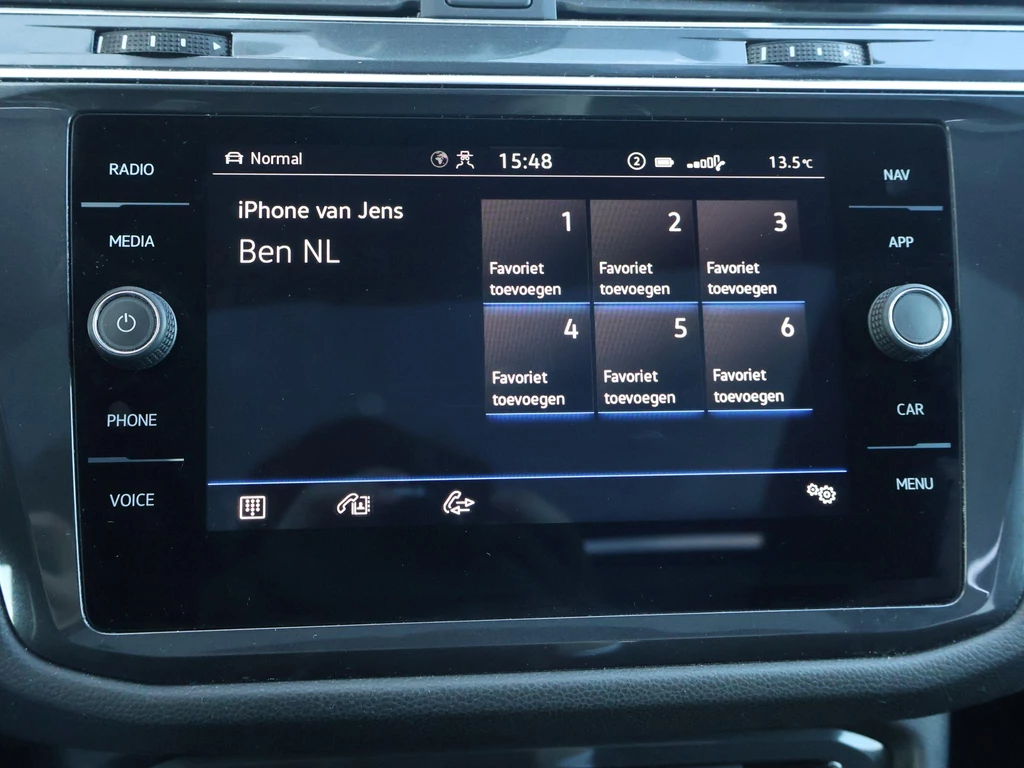 RADIO
MEDIA
PHONE
VOICE
Normal
15:48
2
13.5°C
iPhone van Jens
Ben NL
1
Favoriet
toevoegen
2
Favoriet
toevoegen
3
Favoriet
toevoegen
4
Favoriet
toevoegen
5
Favoriet
toevoegen
6
Favoriet
toevoegen
NAV
APP
CAR
MENU